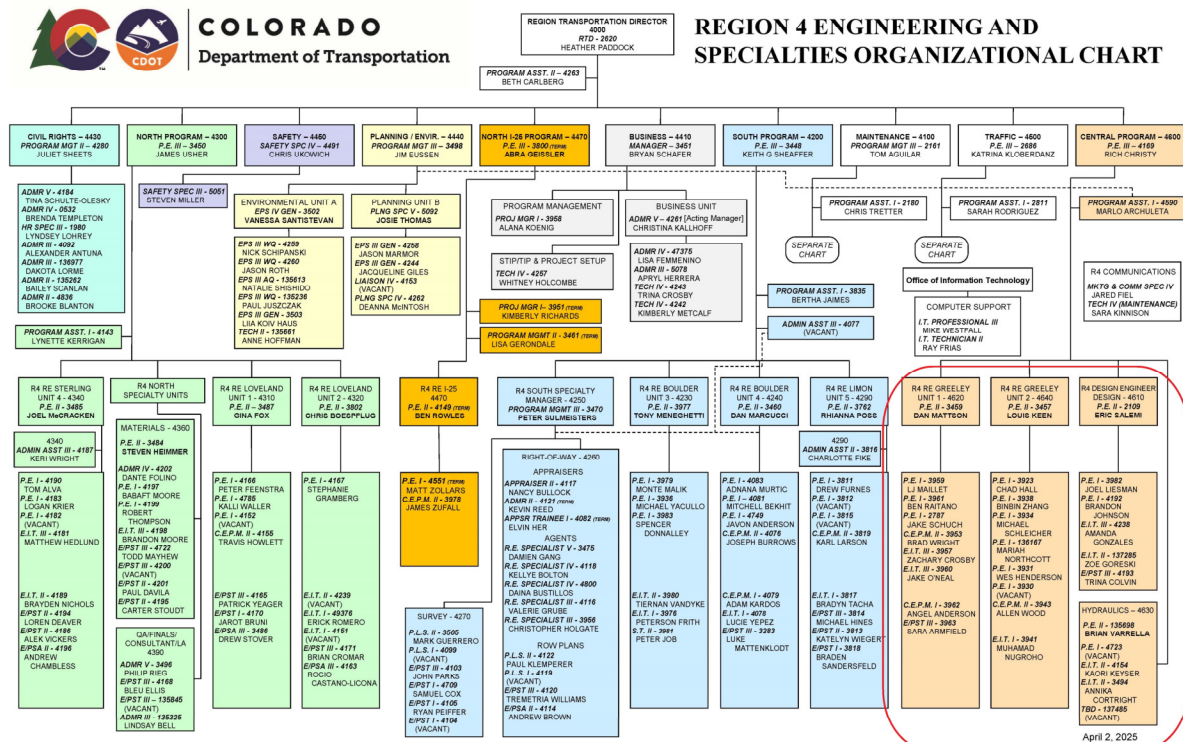 COLORADO
Department of Transportation
CDOT
REGION TRANSPORTATION DIRECTOR
4000
RTD - 2620
HEATHER PADDOCK
REGION 4 ENGINEERING AND
SPECIALTIES ORGANIZATIONAL CHART
PROGRAM ASST. II – 4263
BETH CARLBERG
CIVIL RIGHTS – 4430
PROGRAM MGT II – 4280
JULIET SHEETS
NORTH PROGRAM – 4300
P.E. III – 3450
JAMES USHER
SAFETY – 4450
SAFETY SPC IV – 4491
CHRIS UKOWICH
PLANNING / ENVIR. – 4440
PROGRAM MGT III – 3498
JIM EUSSEN
NORTH I-25 PROGRAM – 4470
P.E. III - 3800 (TERM)
ABRA GEISSLER
BUSINESS – 4410
MANAGER – 3451
BRYAN SCHAFER
SOUTH PROGRAM – 4200
P.E. III – 3448
KEITH G SHEAFFER
MAINTENANCE – 4100
PROGRAM MGT III – 2161
TOM AGUILAR
TRAFFIC – 4500
P.E. III – 2686
KATRINA KLOBERDANZ
CENTRAL PROGRAM – 4600
P.E. III – 4169
RICH CHRISTY
ADMR V - 4184
TINA SCHULTE-OLESKY
ADMR IV - 0532
BRENDA TEMPLETON
HR SPEC III - 1980
LYNDSEY LOHREY
ADMR III - 4092
ALEXANDER ANTUNA
ADMR III - 136977
DAKOTA LORME
ADMR II - 135262
BAILEY SCANLAN
ADMR II - 4836
BROOKE BLANTON
SAFETY SPEC III - 5051
STEVEN MILLER
ENVIRONMENTAL UNIT A
EPS IV GEN - 3502
VANESSA SANTISTEVAN
EPS III WQ - 4259
NICK SCHIPANSKI
EPS III WQ - 4260
JASON ROTH
EPS III AQ - 135613
NATALIE SHISHIDO
EPS III WQ - 135236
PAUL JUSZCZAK
EPS III GEN - 3503
LIIA KOIV HAUS
TECH II - 135661
ANNE HOFFMAN
PLANNING UNIT B
PLNG SPC V - 5092
JOSIE THOMAS
EPS III GEN - 4258
JASON MARMOR
EPS III GEN - 4244
JACQUELINE GILES
LIAISON IV - 4153
(VACANT)
PLNG SPC IV - 4262
DEANNA McINTOSH
PROGRAM MANAGEMENT
PROJ MGR I - 3958
ALANA KOENIG
STIP/TIP & PROJECT SETUP
TECH IV - 4257
WHITNEY HOLCOMBE
PROJ MGR I– 3951 (TERM)
KIMBERLY RICHARDS
PROGRAM MGMT II - 3461 (TERM)
LISA GERONDALE
BUSINESS UNIT
ADMR V – 4261 [Acting Manager]
CHRISTINA KALLHOFF
ADMR IV - 47375
LISA FEMMENINO
ADMR III - 5078
APRYL HERRERA
TECH IV - 4243
TRINA CROSBY
TECH IV - 4242
KIMBERLY METCALF
PROGRAM ASST I - 3835
BERTHA JAIMES
ADMIN ASST III - 4077
(VACANT)
PROGRAM ASST. I - 2180
CHRIS TRETTER
SEPARATE
CHART
PROGRAM ASST. I - 2811
SARAH RODRIGUEZ
SEPARATE
CHART
PROGRAM ASST. I - 4590
MARLO ARCHULETA
Office of Information Technology
COMPUTER SUPPORT
I.T. PROFESSIONAL III
MIKE WESTFALL
I.T. TECHNICIAN II
RAY FRIAS
R4 COMMUNICATIONS
MKTG & COMM SPEC IV
JARED FIEL
TECH IV (MAINTENANCE)
SARA KINNISON
PROGRAM ASST. I - 4143
LYNETTE KERRIGAN
R4 RE STERLING
UNIT 4 - 4340
P.E. II – 3485
JOEL McCRACKEN
4340
ADMIN ASST III - 4187
KERI WRIGHT
P.E. I - 4190
TOM ALVA
P.E. I - 4183
LOGAN KRIER
P.E. I - 4182
(VACANT)
E.I.T. III - 4181
MATTHEW HEDLUND
E.I.T. II - 4189
BRAYDEN NICHOLS
E/PST II - 4194
LOREN DEAVER
E/PST II - 4186
ALEK VICKERS
E/PSA II – 4196
ANDREW
CHAMBLESS
R4 NORTH
SPECIALTY UNITS
MATERIALS - 4360
P.E. II - 3484
STEVEN HEIMMER
ADMR IV - 4202
DANTE FOLINO
P.E. I - 4197
BABAFT MOORE
P.E. I - 4199
ROBERT
THOMPSON
E.I.T. III - 4198
BRANDON MOORE
E/PST III - 4722
TODD MAYHEW
E/PST III - 4200
(VACANT)
E/PST II - 4201
PAUL DAVILA
E/PST II - 4195
CARTER STOUDT
QA/FINALS/
CONSULTANT/LA
4390
ADMR V - 3496
PHILIP RIEG
E/PST III - 4168
BLEU ELLIS
E/PST III – 135845
(VACANT)
ADMR III - 135325
LINDSAY BELL
R4 RE LOVELAND
UNIT 1 - 4310
P.E. II – 3487
GINA FOX
P.E. I - 4166
PETER FEENSTRA
P.E. I - 4785
KALLI WALLER
P.E. I - 4152
(VACANT)
C.E.P.M. II – 4155
TRAVIS HOWLETT
E/PST III - 4165
PATRICK YEAGER
E/PST I - 4170
JAROT BRUNI
E/PSA III - 3486
DREW STOVER
R4 RE LOVELAND
UNIT 2 - 4320
P.E. II – 3802
CHRIS BOESPFLUG
P.E. I - 4167
STEPHANIE
GRAMBERG
E.I.T. II - 4239
(VACANT)
E.I.T. I - 49376
ERICK ROMERO
E.I.T. I - 4151
(VACANT)
E/PST III - 4171
BRIAN CROMAR
E/PSA III - 4163
ROCIO
CASTANO-LICONA
R4 RE I-25
4470
P.E. II - 4149 (TERM)
BEN ROWLES
P.E. I - 4551 (TERM)
MATT ZOLLARS
C.E.P.M. II – 3978
JAMES ZUFALL
R4 SOUTH SPECIALTY
MANAGER - 4250
PROGRAM MGMT III - 3470
PETER SULMEISTERS
SURVEY - 4270
P.L.S. II - 3505
MARK GUERRERO
P.L.S. I - 4099
(VACANT)
E/PST III - 4103
JOHN PARKS
E/PST I - 4709
SAMUEL COX
E/PST I - 4105
RYAN PEIFFER
E/PST I - 4104
(VACANT)
RIGHT-OF-WAY - 4260
APPRAISERS
APPRAISER II - 4117
NANCY BULLOCK
ADMR II - 4121 (TERM)
KEVIN REED
APPSR TRAINEE I - 4082 (TERM)
ELVIN HER
AGENTS
R.E. SPECIALIST V - 3475
DAMIEN GANG
R.E. SPECIALIST IV - 4118
KELLYE BOLTON
R.E. SPECIALIST IV - 4800
DAINA BUSTILLOS
R.E. SPECIALIST III - 4116
VALERIE GRUBE
R.E. SPECIALIST III - 3956
CHRISTOPHER HOLGATE
ROW PLANS
P.L.S. II - 4122
PAUL KLEMPERER
P.L.S. I - 4119
(VACANT)
E/PST III - 4120
TREMETRIA WILLIAMS
E/PSA II - 4114
ANDREW BROWN
R4 RE BOULDER
UNIT 3 - 4230
P.E. II – 3977
TONY MENEGHETTI
P.E. I - 3979
MONTE MALIK
P.E. I - 3936
MICHAEL YACULLO
P.E. I - 3983
SPENCER
DONNALLEY
E.I.T. II - 3980
TIERNAN VANDYKE
E.I.T. I - 3976
PETERSON FRITH
S.T. II - 3981
PETER JOB
R4 RE BOULDER
UNIT 4 - 4240
P.E. II – 3460
DAN MARCUCCI
P.E. I - 4083
ADNANA MURTIC
P.E. I - 4081
MITCHELL BEKHIT
P.E. I - 4749
JAVON ANDERSON
C.E.P.M. II – 4076
JOSEPH BURROWS
C.E.P.M. I - 4079
ADAM KARDOS
E.I.T. I - 4078
LUCIE YEPEZ
E/PST III - 3283
LUKE
MATTENKLODT
R4 RE LIMON
UNIT 5 - 4290
P.E. II – 3762
RHIANNA POSS
4290
ADMIN ASST II - 3816
CHARLOTTE FIKE
P.E. I - 3811
DREW FURNES
P.E. I - 3812
(VACANT)
P.E. I - 3815
(VACANT)
C.E.P.M. II – 3819
KARL LARSON
E.I.T. I - 3817
BRADYN TACHA
E/PST III - 3814
MICHAEL HINES
E/PST II - 3813
KATELYN WIEGER
E/PST I - 3818
BRADEN
SANDERSFELD
R4 RE GREELEY
UNIT 1 - 4620
P.E. II – 3459
DAN MATTSON
P.E. I - 3959
LJ MAILLET
P.E. I - 3961
BEN RAITANO
P.E. I - 2787
JAKE SCHUCH
C.E.P.M. II – 3953
BRAD WRIGHT
E.I.T. III - 3957
ZACHARY CROSBY
E.I.T. III - 3960
JAKE O'NEAL
C.E.P.M. I - 3962
ANGEL ANDERSON
E/PST III - 3963
SARA ARMFIELD
R4 RE GREELEY
UNIT 2 - 4640
P.E. II – 3457
LOUIS KEEN
P.E. I - 3923
CHAD HALL
P.E. I - 3938
BINBIN ZHANG
P.E. I - 3934
MICHAEL
SCHLEICHER
P.E. I - 136167
MARIAH
NORTHCOTT
P.E. I - 3931
WES HENDERSON
P.E. I - 3930
(VACANT)
C.E.P.M. II – 3943
ALLEN WOOD
E.I.T. I - 3941
MUHAMAD
NUGROHO
R4 DESIGN ENGINEER
DESIGN - 4610
P.E. II – 2109
ERIC SALEMI
P.E. I - 3982
JOEL LIESMAN
P.E. I - 4192
BRANDON
JOHNSON
E.I.T. III - 4238
AMANDA
GONZALES
E.I.T. II - 137285
ZOE GORESKI
E/PST III – 4193
TRINA COLVIN
HYDRAULICS – 4630
P.E. II - 135698
BRIAN VARRELLA
P.E. I - 4723
(VACANT)
E.I.T. II - 4154
KAORI KEYSER
E.I.T. II - 3494
ANNIKA
CORTRIGHT
TBD - 137485
(VACANT)
April 2, 2025